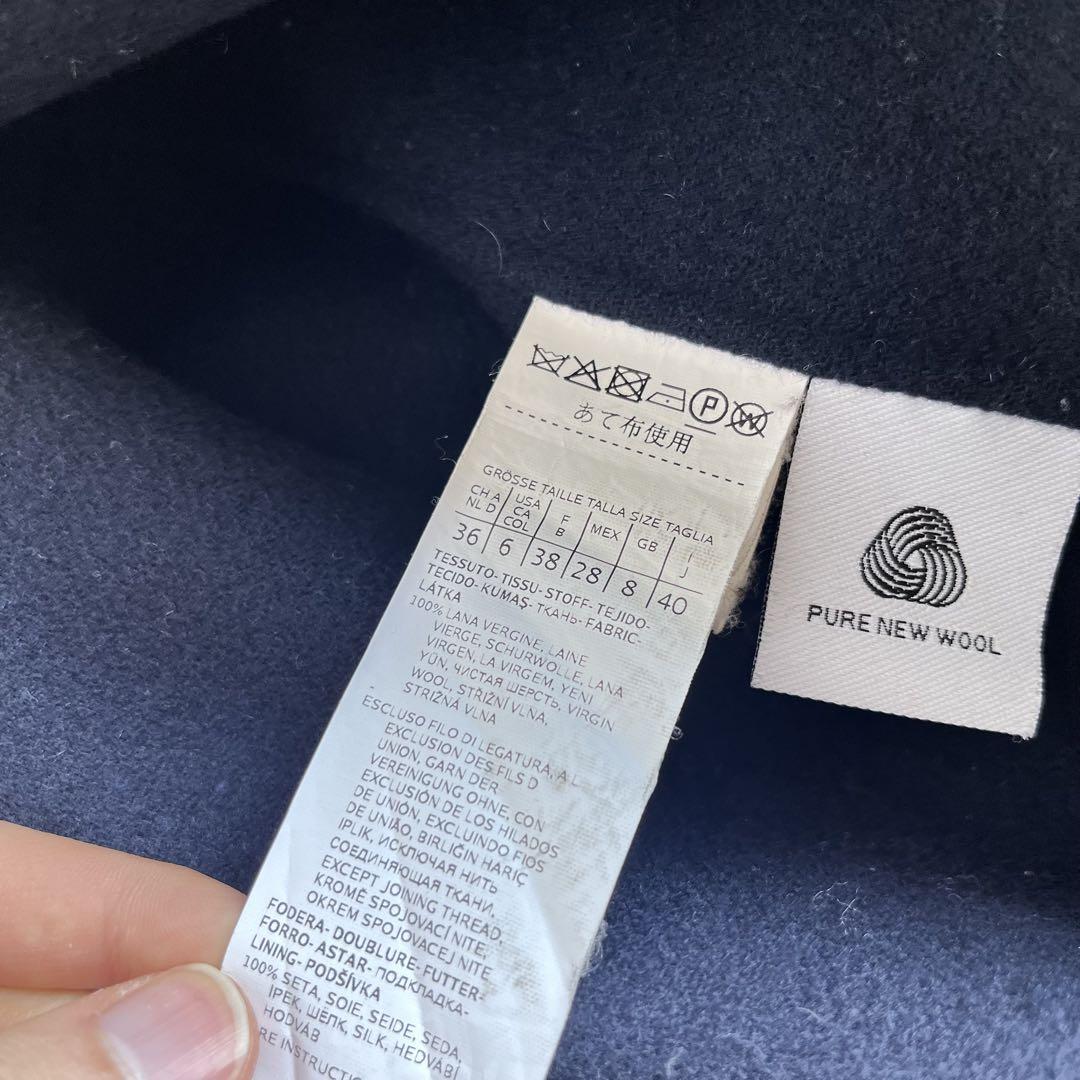 P W
あて布使用
GRÖSSE TAILLE TALLA SIZE TAGLIA
CH A NL D USA CA COL F B MEX GB J
36 6 38 28 8 40
TESSUTO-TISSU-STOFF-TEJIDO-
TECIDO-KUMAŞ-ТКАНЬ-FABRIC-
LÁTKA
100% LANA VERGINE, LAINE
VIERGE, SCHURWOLLE, LANA
VIRGEN, LA VIRGEM, YENI
YÜN, ЧИСТАЯ ШЕРСТЬ, VIRGIN
WOOL, STŘIŽNÍ VLNA,
STRIŽNÁ VLNA
ESCLUSO FILO DI LEGATURA, A L
EXCLUSION DES FILS D
UNION, GARN DER
VEREINIGUNG OHNE, CON
EXCLUSIÓN DE LOS HILADOS
DE UNIÓN, EXCLUINDO FIOS
DE UNIÃO, BIRLIĞIN HARIÇ
IPLIK, ИСКЛЮЧАЯ НИТЬ
СОЕДИНЯЮЩАЯ ТКАНИ,
EXCEPT JOINING THREAD,
KROMĚ SPOJOVACÍ NITE,
OKREM SPOJOVACEJ NITE
FODERA-DOUBLURE-FUTTER-
FORRO-ASTAR-ПОДКЛАДКА-
LINING-PODŠÍVKA
100% SETA, SOIE, SEIDE, SEDA,
IPEK, ШЁЛК, SILK, HEDVÁBÍ
HODVÁB
RE INSTRUCTIO
PURE NEW WOOL